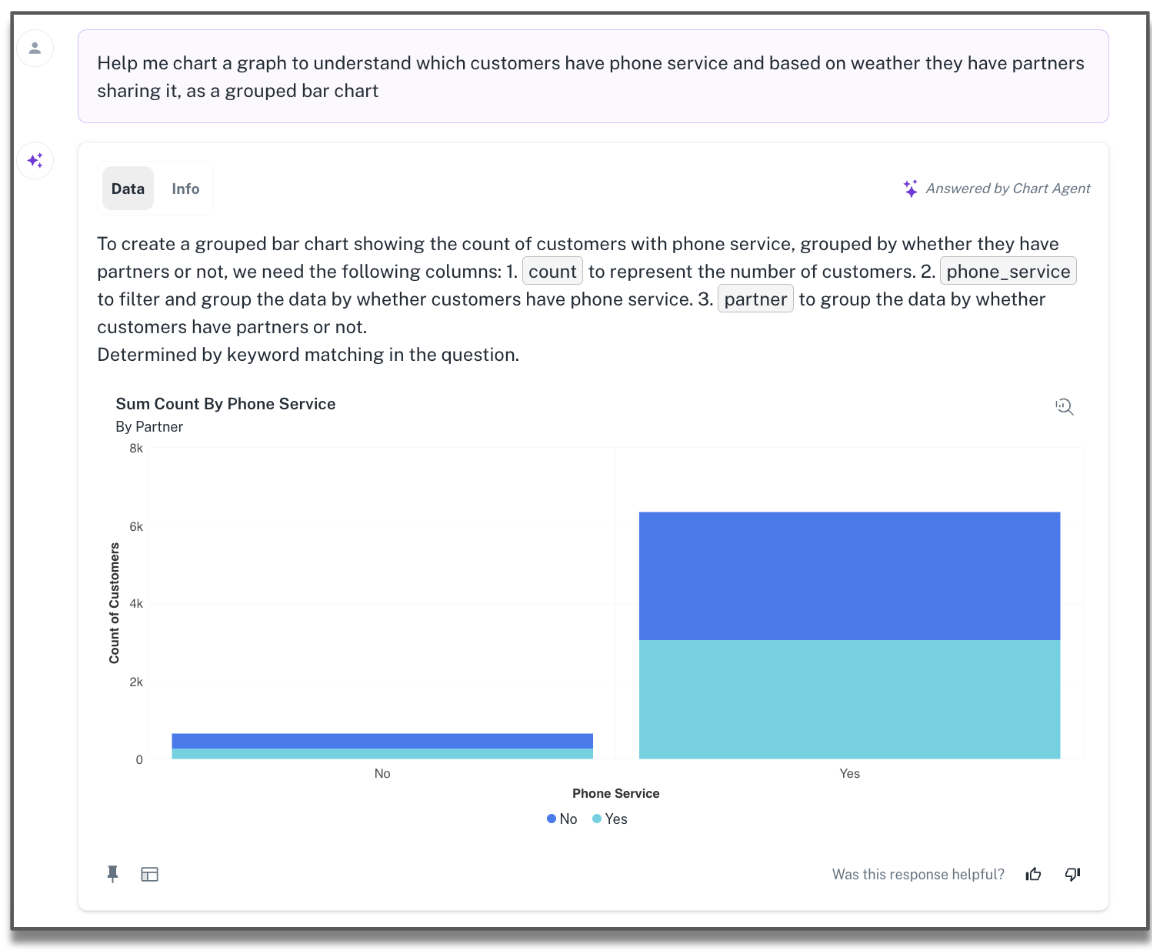 Help me chart a graph to understand which customers have phone service and based on weather they have partners
sharing it, as a grouped bar chart
Data Info
Answered by Chart Agent
To create a grouped bar chart showing the count of customers with phone service, grouped by whether they have
partners or not, we need the following columns: 1. count to represent the number of customers. 2. phone_service
to filter and group the data by whether customers have phone service. 3. partner to group the data by whether
customers have partners or not.
Determined by keyword matching in the question.
Sum Count By Phone Service
By Partner
8k
6k
4k
2k
0
Count of Customers
No Yes
Phone Service
No Yes
Was this response helpful?